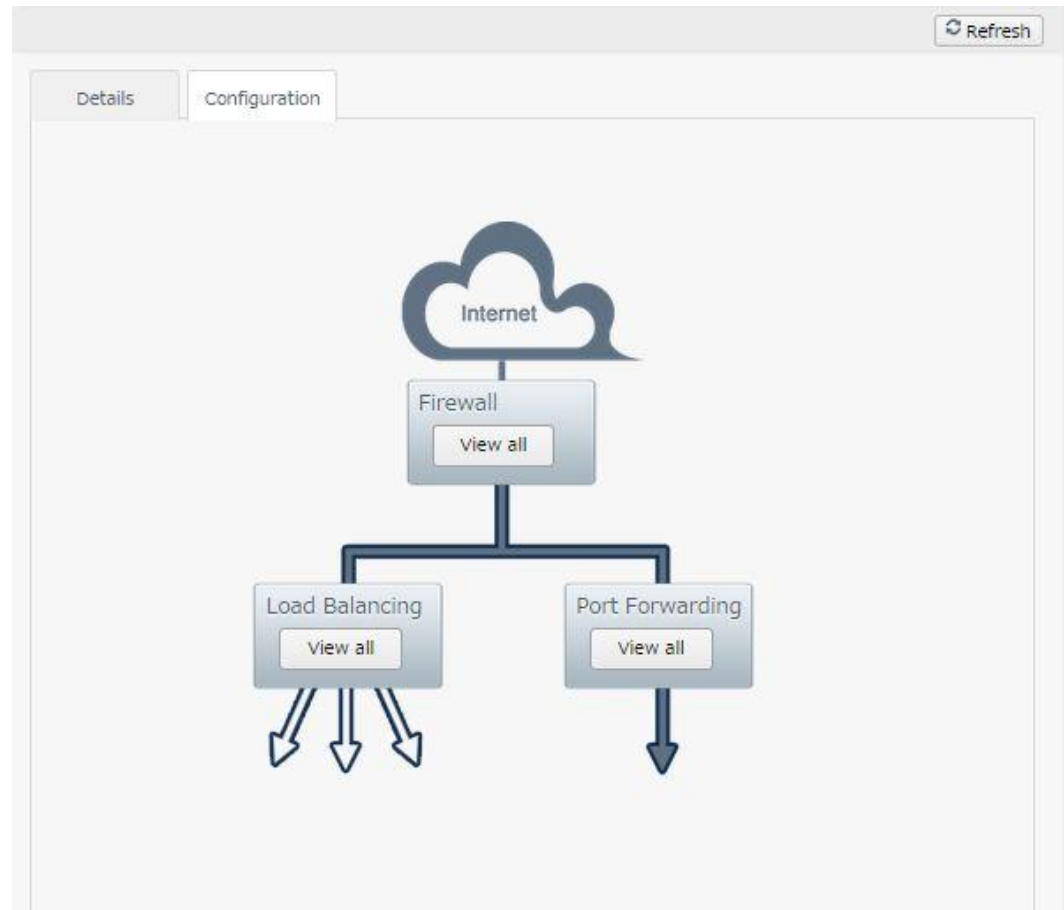 Refresh
Details
Configuration
Internet
Firewall
View all
Load Balancing
View all
Port Forwarding
View all